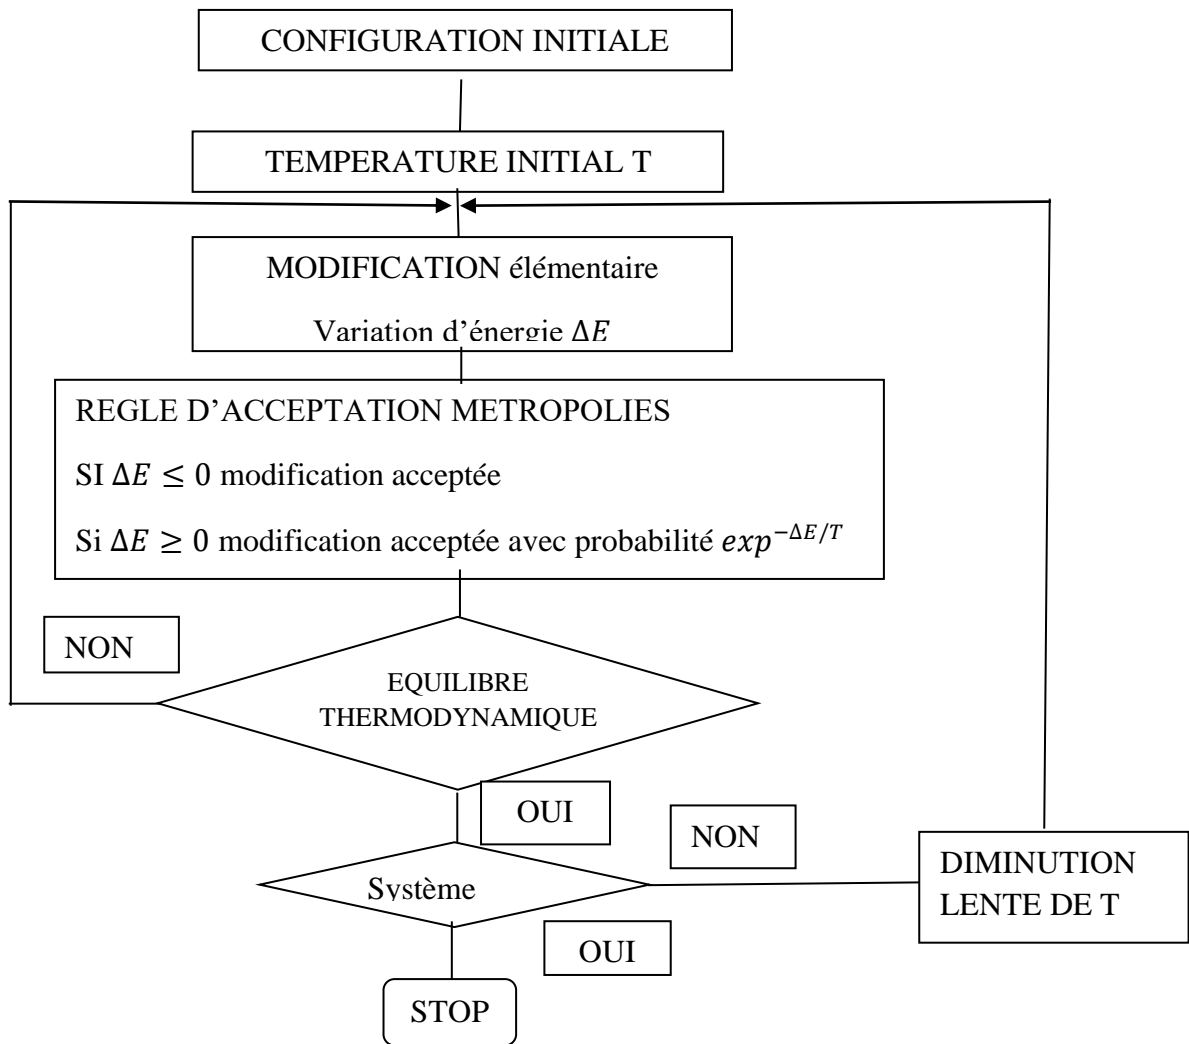 CONFIGURATION INITIALE
TEMPERATURE INITIAL T
MODIFICATION élémentaire
Variation d’énergie ΔE
REGLE D’ACCEPTATION METROPOLIES
SI ΔE ≤ 0 modification acceptée
Si ΔE ≥ 0 modification acceptée avec probabilité exp^{-ΔE/T}
NON
EQUILIBRE
THERMODYNAMIQUE
OUI
NON
Système
DIMINUTION
LENTE DE T
OUI
STOP